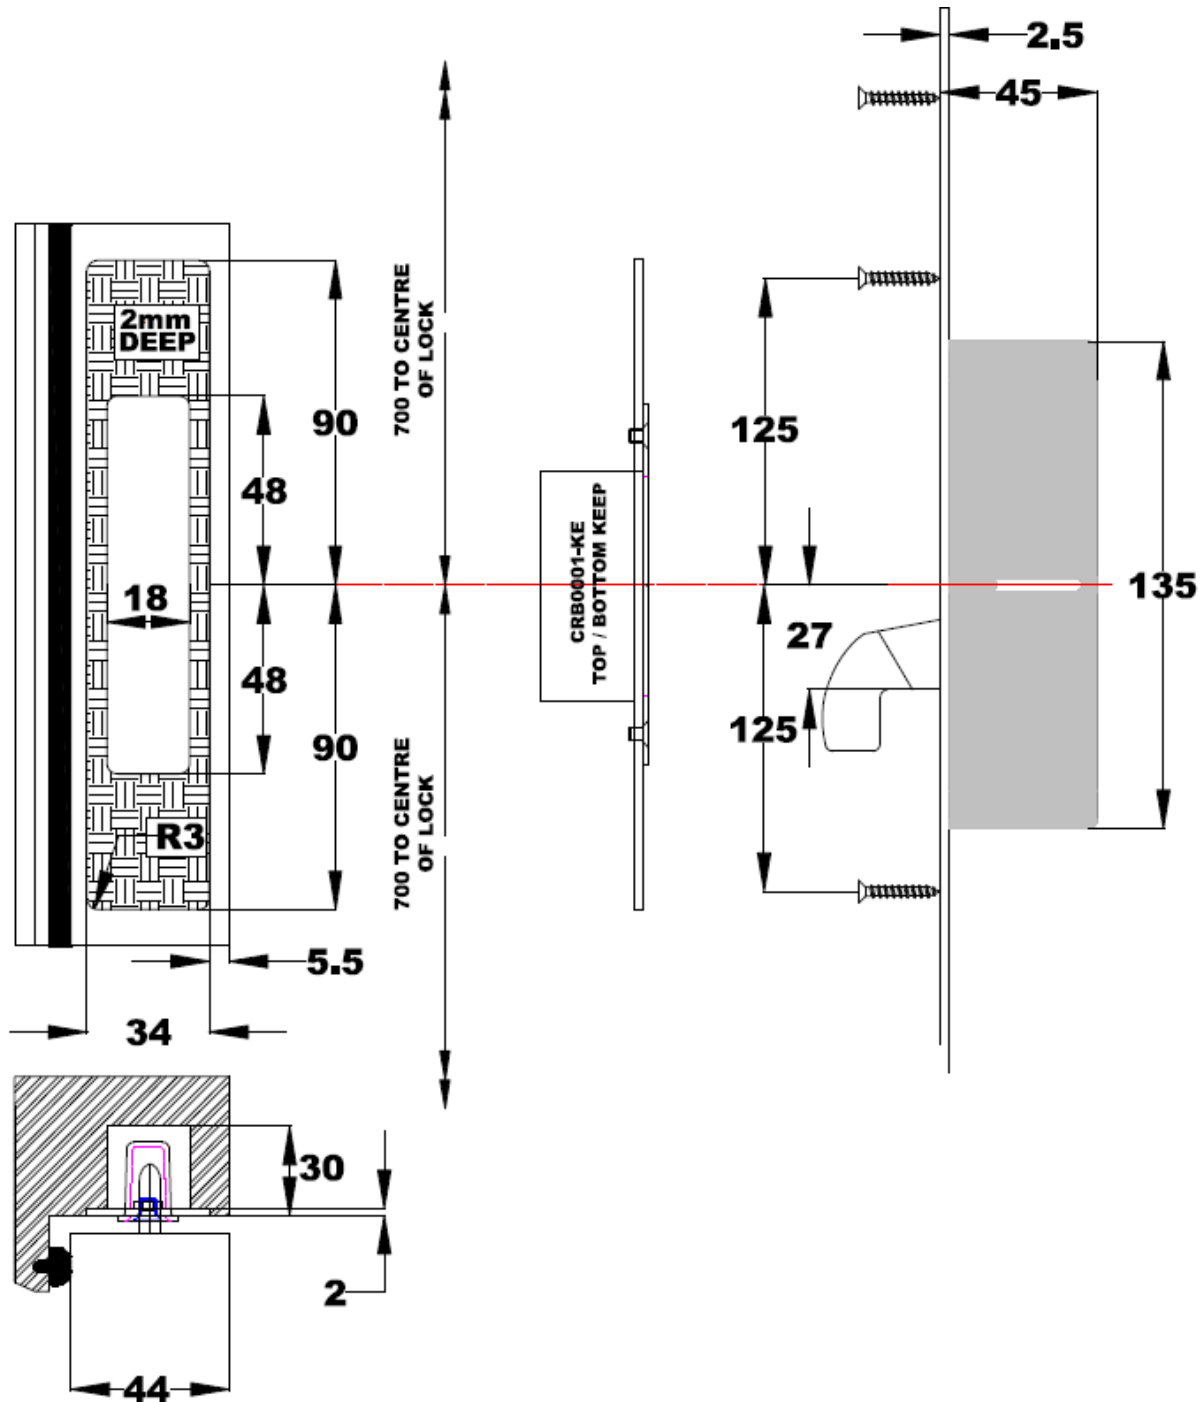 2.5
45
2mm
DEEP
90
48
18
48
90
R3
5.5
34
700 TO CENTRE
OF LOCK
700 TO CENTRE
OF LOCK
CRB0001-KE
TOP / BOTTOM KEEP
125
27
125
135
30
2
44